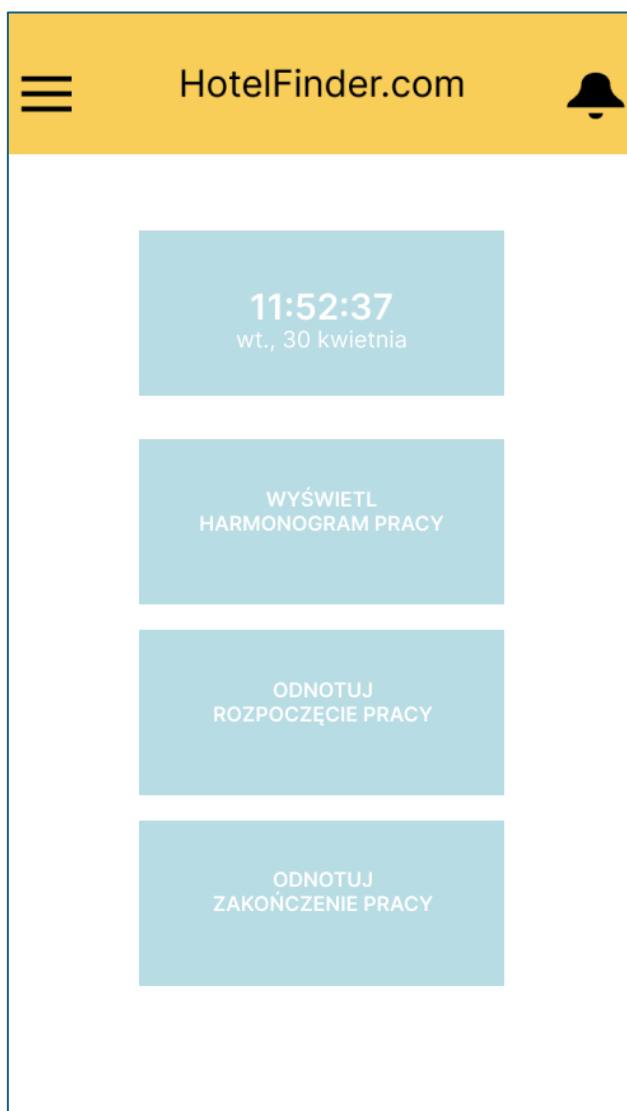 HotelFinder.com
11:52:37
wt., 30 kwietnia
WYŚWIETL
HARMONOGRAM PRACY
ODNOTUJ
ROZPOCZĘCIE PRACY
ODNOTUJ
ZAKOŃCZENIE PRACY